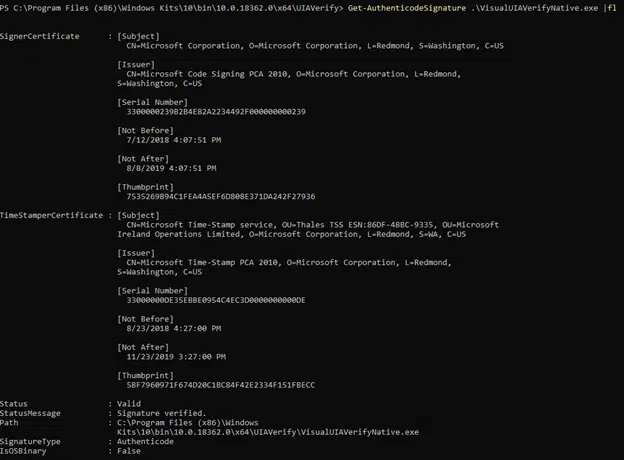 PS C:\Program Files (x86)\Windows Kits\10\bin\10.0.18362.0\x64\UIAVerify> Get-AuthenticodeSignature .\VisualUIAVerifyNative.exe |fl
SignerCertificate : [Subject]
CN=Microsoft Corporation, O=Microsoft Corporation, L=Redmond, S=Washington, C=US
[Issuer]
CN=Microsoft Code Signing PCA 2010, O=Microsoft Corporation, L=Redmond,
S=Washington, C=US
[Serial Number]
3300000239B2B4E82A2234492F000000000239
[Not Before]
7/12/2018 4:07:51 PM
[Not After]
8/8/2019 4:07:51 PM
[Thumbprint]
7535269B94C1FEA4A5EF6D808E371DA242F27936
TimeStamperCertificate : [Subject]
CN=Microsoft Time-Stamp service, OU=Thales TSS ESN:86DF-4BBC-9335, OU=Microsoft
Ireland Operations Limited, O=Microsoft Corporation, L=Redmond, S=WA, C=US
[Issuer]
CN=Microsoft Time-Stamp PCA 2010, O=Microsoft Corporation, L=Redmond,
S=Washington, C=US
[Serial Number]
33000000DE35EBBE0954C4EC3D0000000000DE
[Not Before]
8/23/2018 4:27:00 PM
[Not After]
11/23/2019 3:27:00 PM
[Thumbprint]
5BF7960971F674D20C1BC84F42E2334F151FBECC
Status : Valid
StatusMessage : Signature verified.
Path : C:\Program Files (x86)\Windows
Kits\10\bin\10.0.18362.0\x64\UIAVerify\VisualUIAVerifyNative.exe
SignatureType : Authenticode
IsOSBinary : False